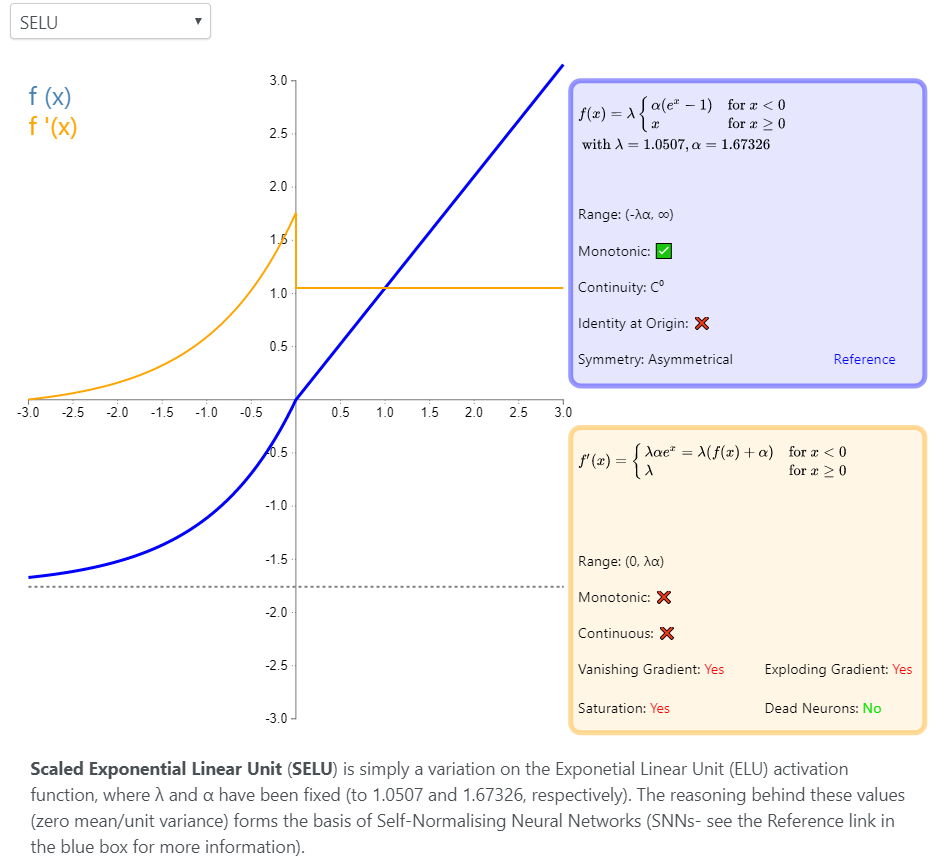 SELU
f (x)
f '(x)
3.0
2.5
2.0
1.5
1.0
0.5
-3.0 -2.5 -2.0 -1.5 -1.0 -0.5 0.5 1.0 1.5 2.0 2.5 3.0
-0.5
-1.0
-1.5
-2.0
-2.5
-3.0
f(x) = λ { α(eˣ − 1) for x < 0
x for x ≥ 0
with λ = 1.0507, α = 1.67326
Range: (-λα, ∞)
Monotonic: ✅
Continuity: C⁰
Identity at Origin: ❌
Symmetry: Asymmetrical Reference
f′(x) = { λαeˣ = λ(f(x) + α) for x < 0
λ for x ≥ 0
Range: (0, λα)
Monotonic: ❌
Continuous: ❌
Vanishing Gradient: Yes Exploding Gradient: Yes
Saturation: Yes Dead Neurons: No
Scaled Exponential Linear Unit (SELU) is simply a variation on the Exponetial Linear Unit (ELU) activation
function, where λ and α have been fixed (to 1.0507 and 1.67326, respectively). The reasoning behind these values
(zero mean/unit variance) forms the basis of Self-Normalising Neural Networks (SNNs- see the Reference link in
the blue box for more information).